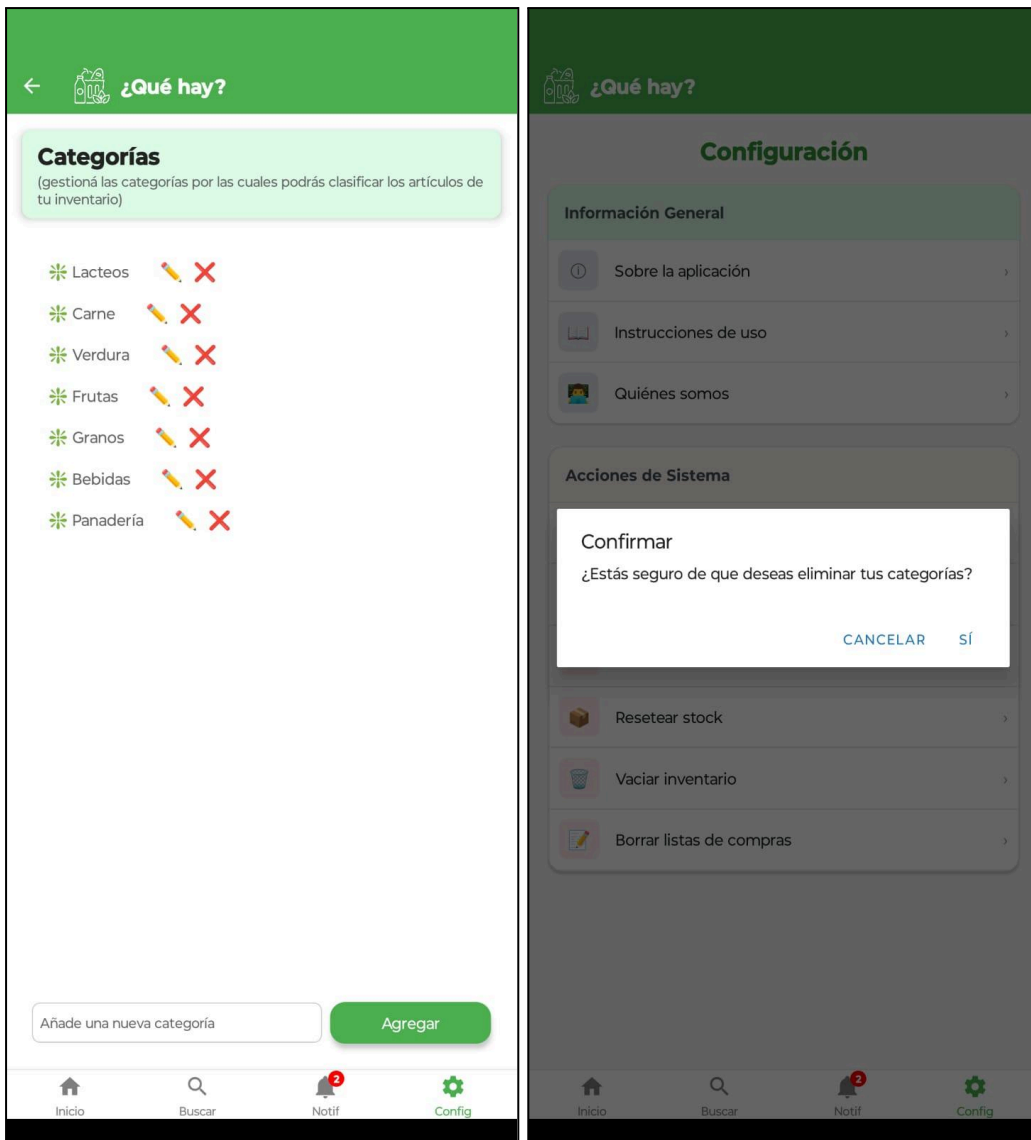 ¿Qué hay?
Categorías
(gestioná las categorías por las cuales podrás clasificar los artículos de
tu inventario)
Lacteos
Carne
Verdura
Frutas
Granos
Bebidas
Panadería
Añade una nueva categoría
Agregar
2
Inicio
Buscar
Notif
Config
¿Qué hay?
Configuración
Información General
Sobre la aplicación
Instrucciones de uso
Quiénes somos
Acciones de Sistema
Confirmar
¿Estás seguro de que deseas eliminar tus categorías?
CANCELAR
SÍ
Resetear stock
Vaciar inventario
Borrar listas de compras
2
Inicio
Buscar
Notif
Config